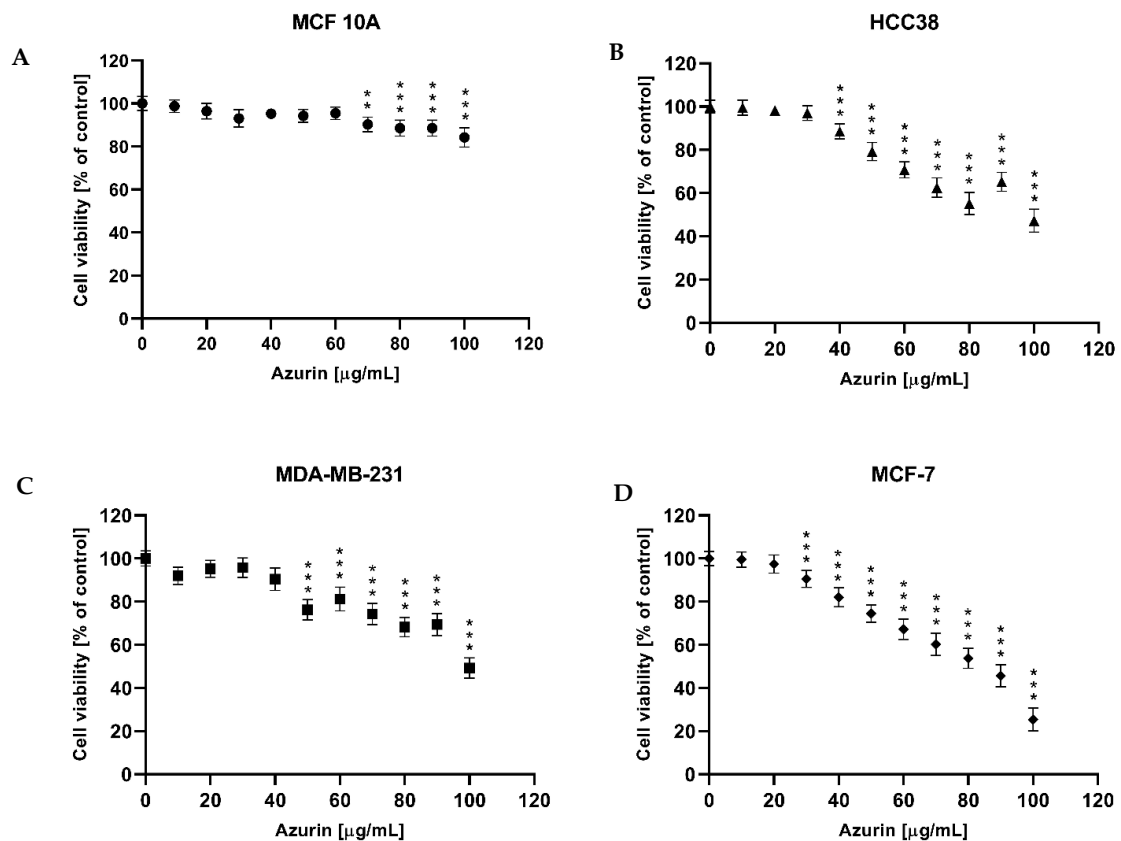 A
MCF 10A
Cell viability [% of control]
120
100
80
60
40
20
0
** *** *** ***
0 20 40 60 80 100 120
Azurin [μg/mL]
B
HCC38
Cell viability [% of control]
120
100
80
60
40
20
0
*** *** *** *** *** *** ***
0 20 40 60 80 100 120
Azurin [μg/mL]
C
MDA-MB-231
Cell viability [% of control]
120
100
80
60
40
20
0
*** *** *** *** *** ***
0 20 40 60 80 100 120
Azurin [μg/mL]
D
MCF-7
Cell viability [% of control]
120
100
80
60
40
20
0
*** *** *** *** *** *** *** ***
0 20 40 60 80 100 120
Azurin [μg/mL]